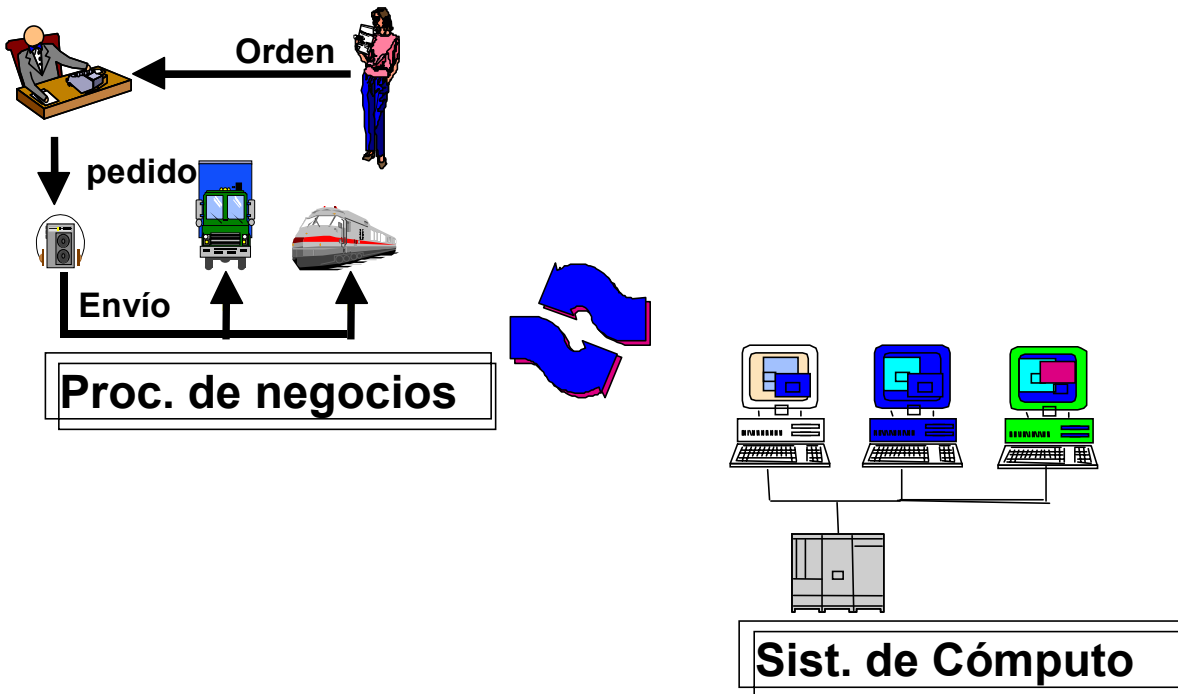 Orden
pedido
Envío
Proc. de negocios
Sist. de Cómputo